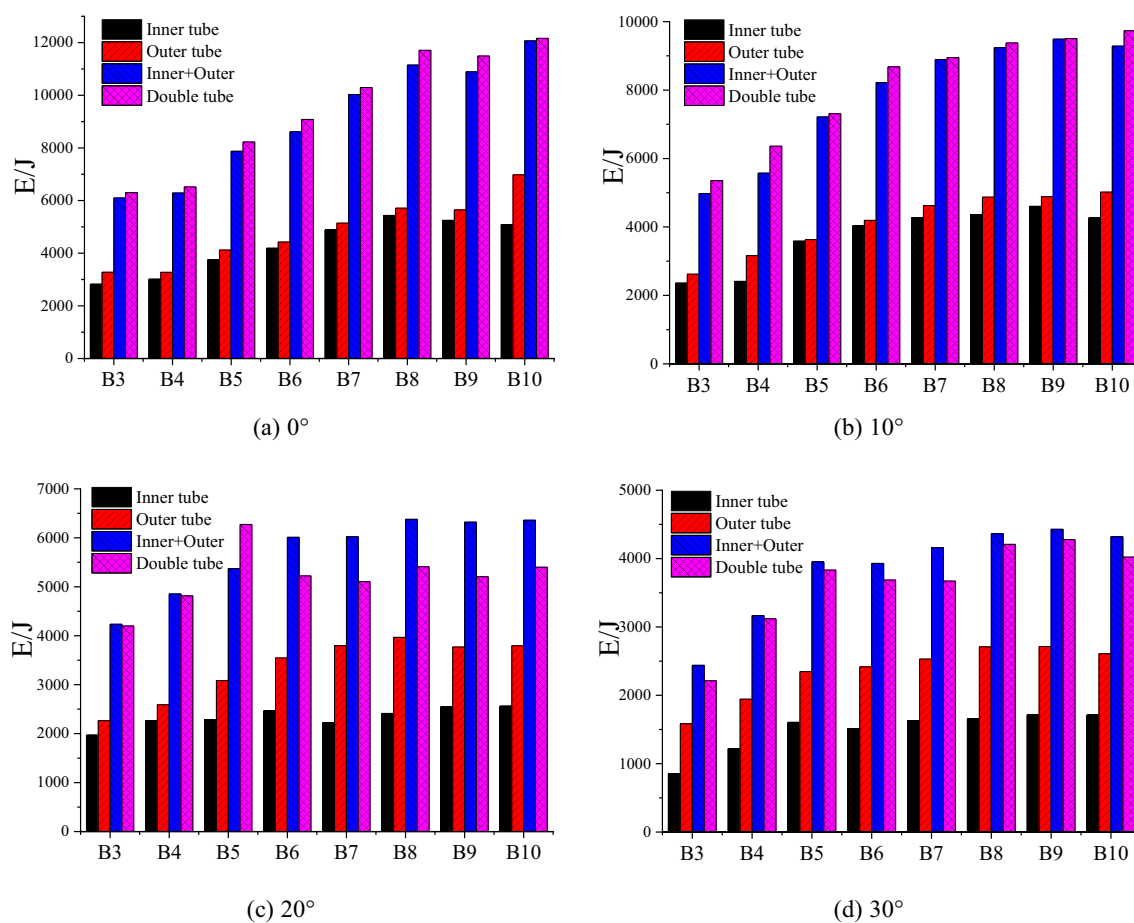 12000
10000
8000
6000
4000
2000
0
E/J
Inner tube
Outer tube
Inner+Outer
Double tube
B3 B4 B5 B6 B7 B8 B9 B10
(a) 0°
10000
8000
6000
4000
2000
0
E/J
Inner tube
Outer tube
Inner+Outer
Double tube
B3 B4 B5 B6 B7 B8 B9 B10
(b) 10°
7000
6000
5000
4000
3000
2000
1000
0
E/J
Inner tube
Outer tube
Inner+Outer
Double tube
B3 B4 B5 B6 B7 B8 B9 B10
(c) 20°
5000
4000
3000
2000
1000
0
E/J
Inner tube
Outer tube
Inner+Outer
Double tube
B3 B4 B5 B6 B7 B8 B9 B10
(d) 30°